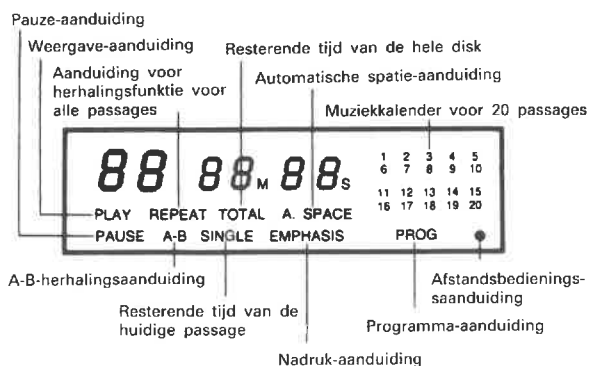 Pauze-aanduiding
Weergave-aanduiding
Resterende tijd van de hele disk
Aanduiding voor
herhalingsfunktie voor
alle passages
Automatische spatie-aanduiding
Muziekkalender voor 20 passages
88 88M 88S
1 2 3 4 5
6 7 8 9 10
11 12 13 14 15
16 17 18 19 20
PLAY REPEAT TOTAL A. SPACE
PAUSE A-B SINGLE EMPHASIS PROG
A-B-herhalingsaanduiding
Afstandsbedienings-
saanduiding
Resterende tijd van de
huidige passage
Programma-aanduiding
Nadruk-aanduiding